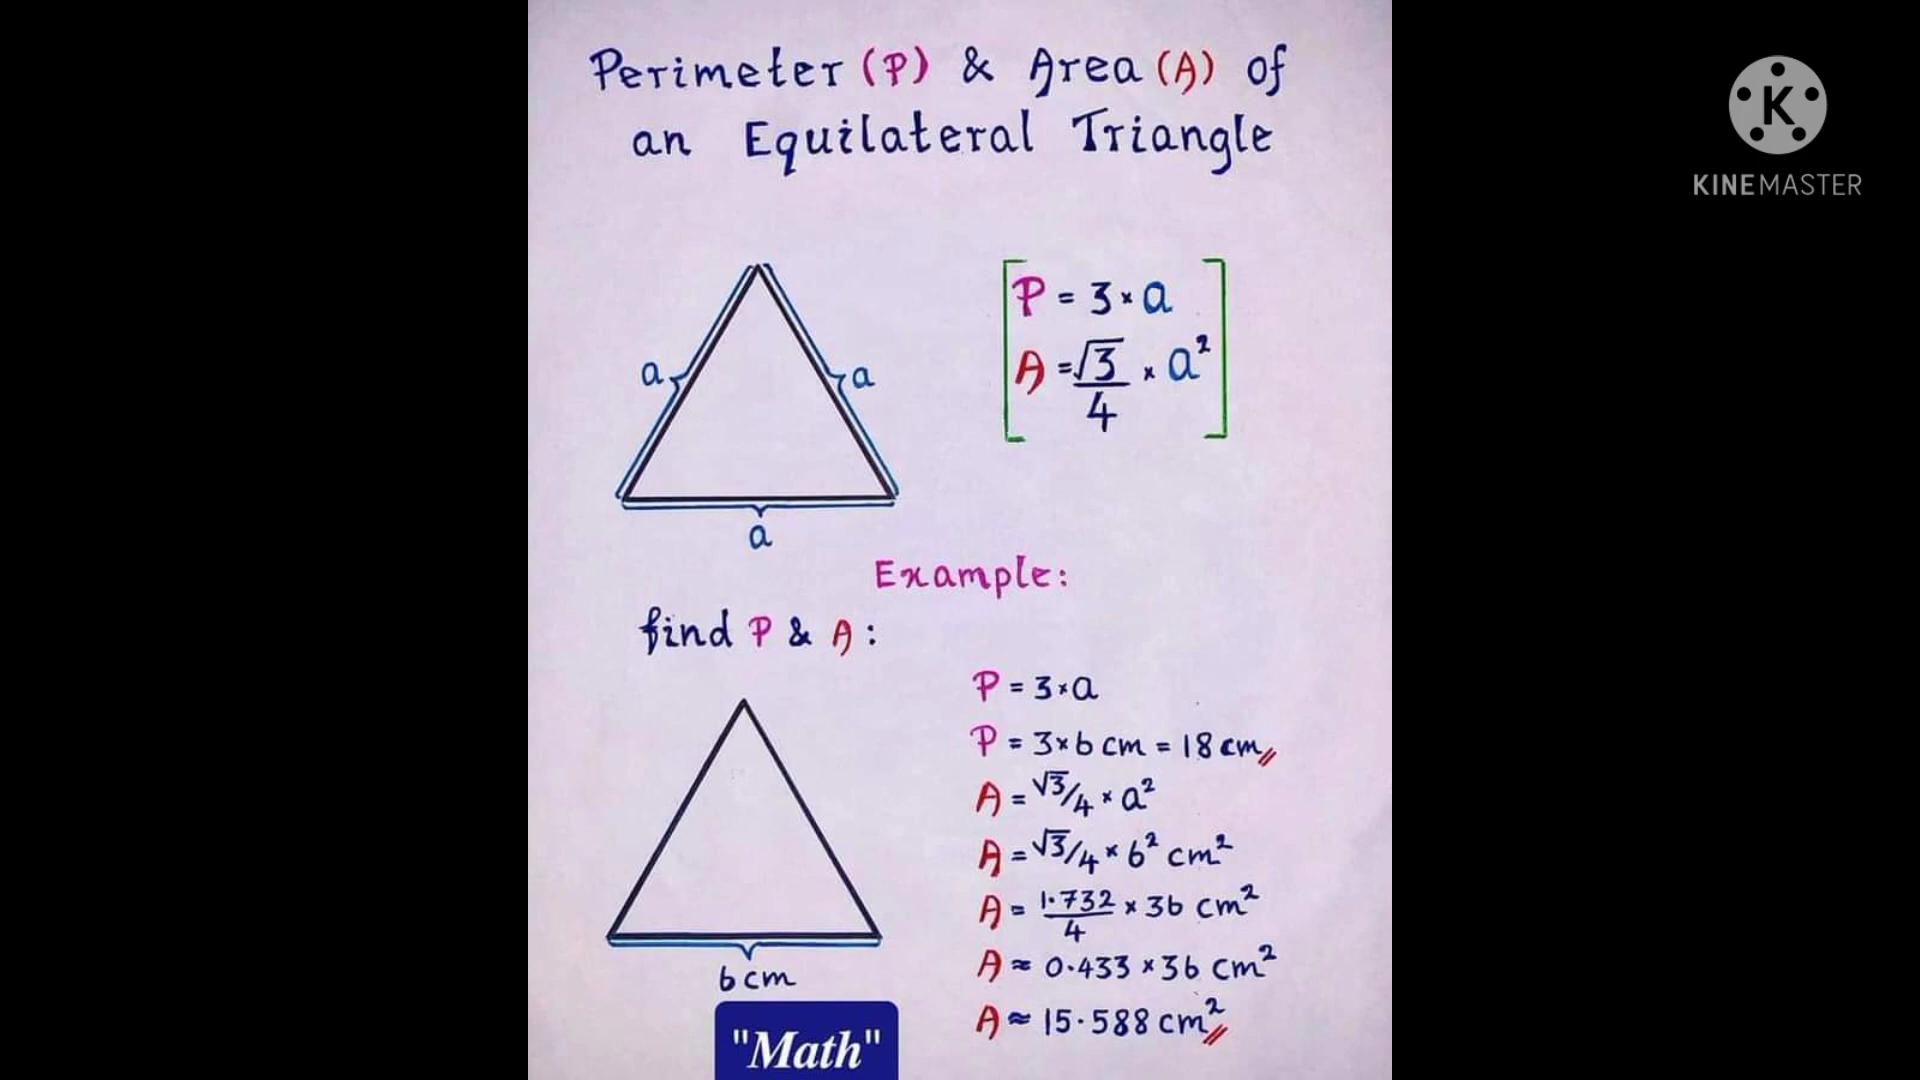 Perimeter (P) & Area (A) of
an Equilateral Triangle
P = 3 × a
A = √3/4 × a²
a
a
a
Example:
find P & A:
P = 3×a
P = 3×6 cm = 18 cm
A = √3/4 × a²
A = √3/4 × 6² cm²
A = 1.732/4 × 36 cm²
A ≈ 0.433 × 36 cm²
A ≈ 15.588 cm²
6 cm
"Math"
K
KINEMASTER